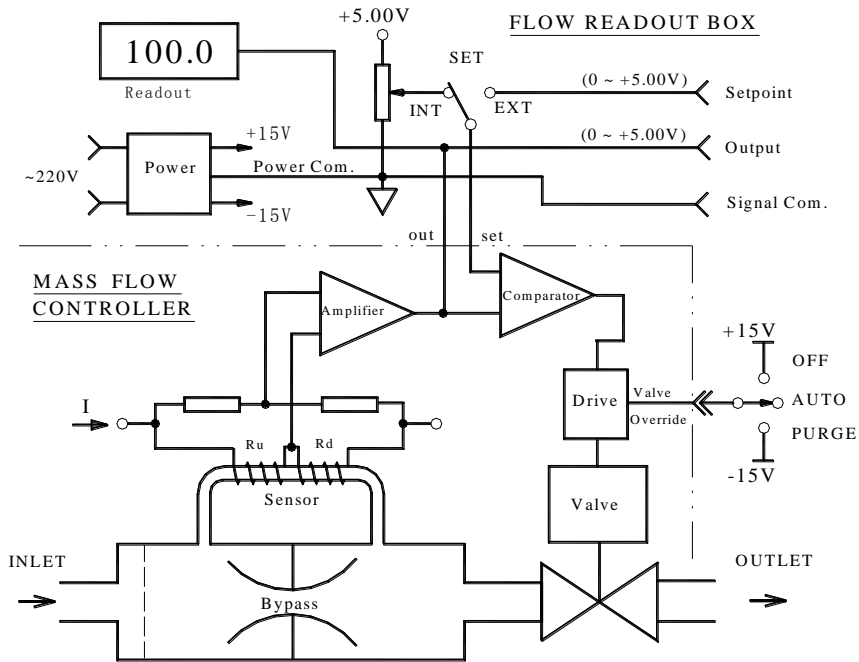 +5.00V
FLOW READOUT BOX
100.0
Readout
SET
INT
EXT
(0 ~ +5.00V)
Setpoint
(0 ~ +5.00V)
Output
~220V
Power
+15V
Power Com.
-15V
Signal Com.
out
set
MASS FLOW
CONTROLLER
Amplifier
Comparator
+15V
OFF
I
Drive
Valve
Override
AUTO
PURGE
-15V
Ru
Rd
Sensor
Valve
INLET
OUTLET
Bypass